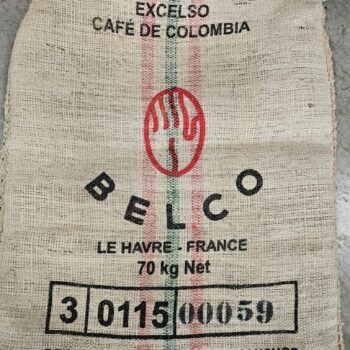 EXCELSO
CAFÉ DE COLOMBIA
BELCO
LE HAVRE - FRANCE
70 kg Net
3 0115 00059